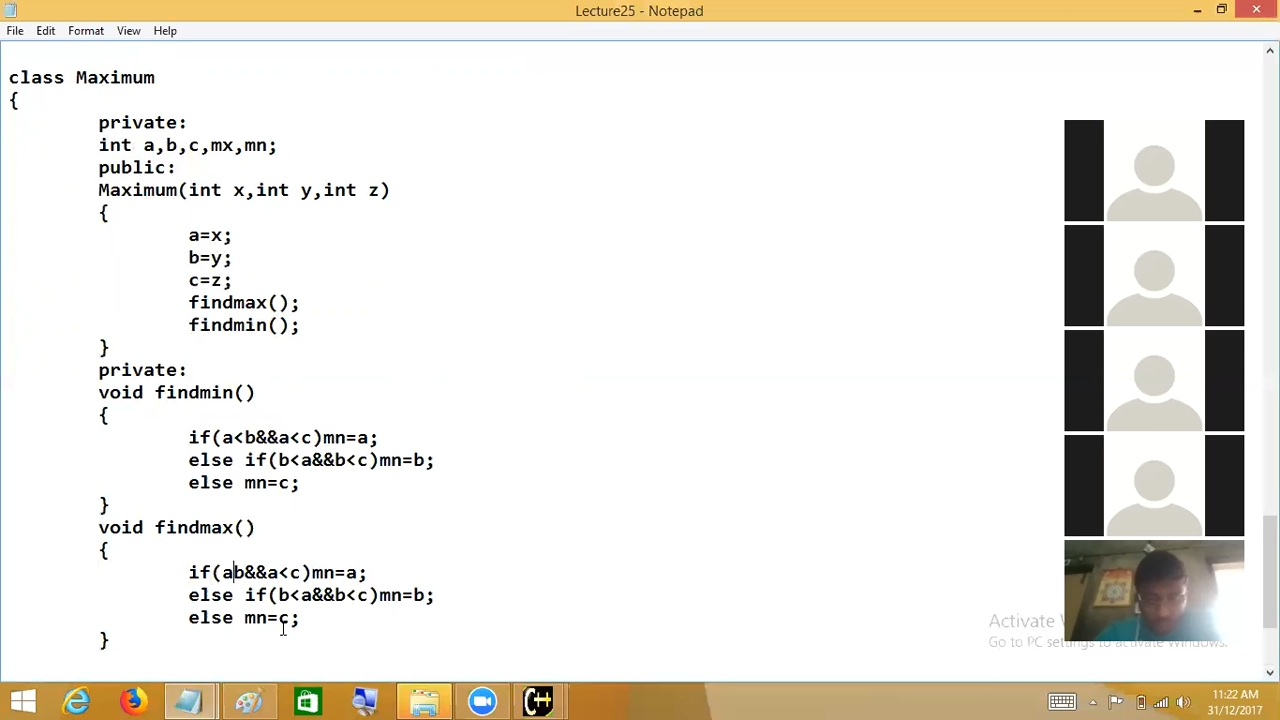 Lecture25 - Notepad
File Edit Format View Help
class Maximum
{
private:
int a,b,c,mx,mn;
public:
Maximum(int x,int y,int z)
{
a=x;
b=y;
c=z;
findmax();
findmin();
}
private:
void findmin()
{
if(a<b&&a<c)mn=a;
else if(b<a&&b<c)mn=b;
else mn=c;
}
void findmax()
{
if(ab&&a<c)mn=a;
else if(b<a&&b<c)mn=b;
else mn=c;
}
Activate Windows
Go to PC settings to activate Windows.
C++
11:22 AM
31/12/2017